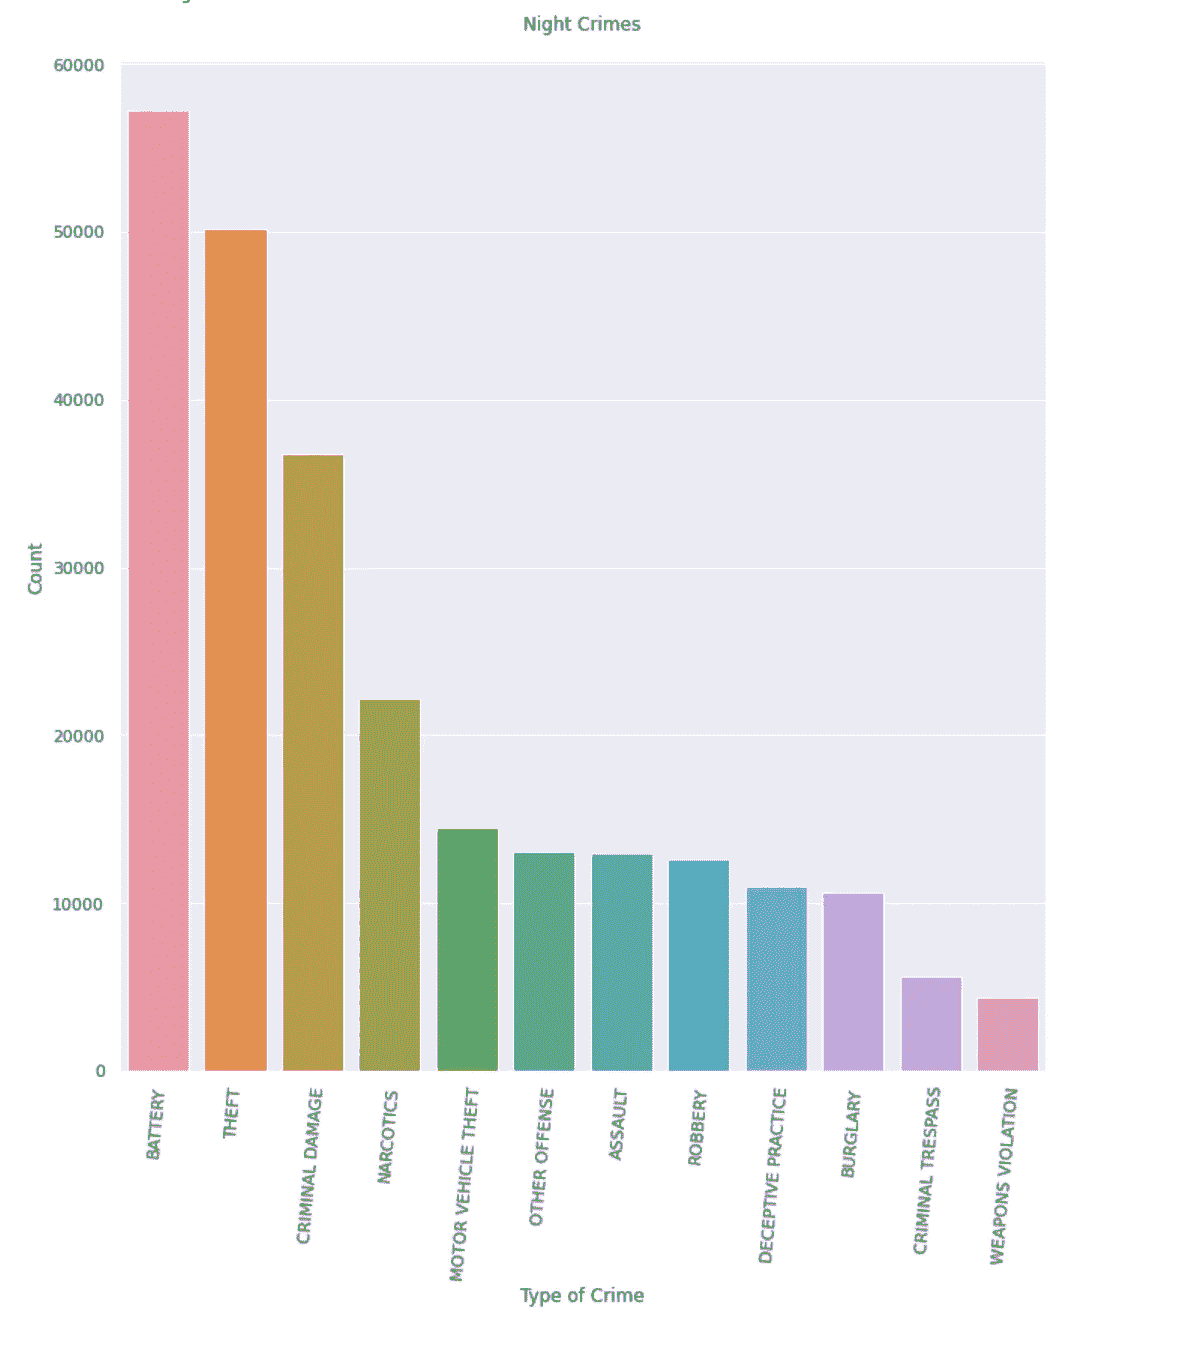 Night Crimes
60000
50000
40000
30000
20000
10000
0
Count
BATTERY
THEFT
CRIMINAL DAMAGE
NARCOTICS
MOTOR VEHICLE THEFT
OTHER OFFENSE
ASSAULT
ROBBERY
DECEPTIVE PRACTICE
BURGLARY
CRIMINAL TRESPASS
WEAPONS VIOLATION
Type of Crime